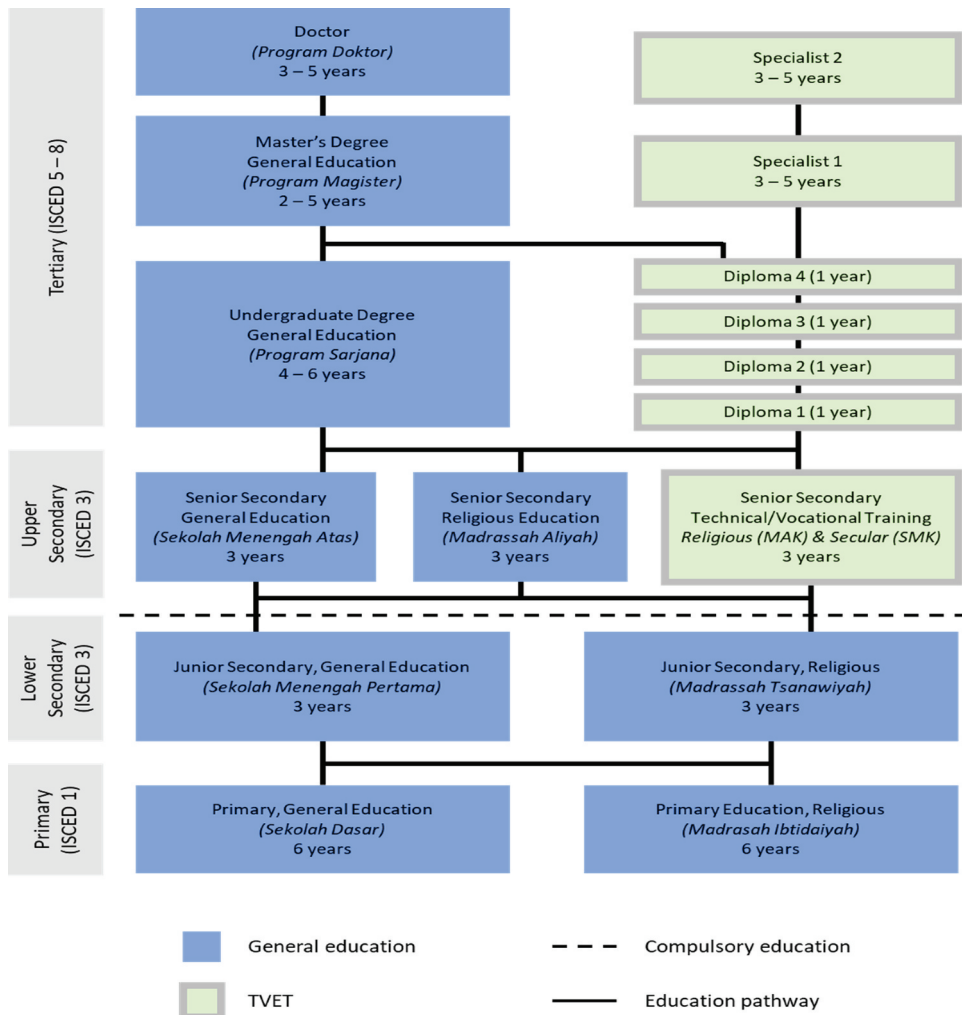 Doctor
(Program Doktor)
3 – 5 years
Specialist 2
3 – 5 years
Master's Degree
General Education
(Program Magister)
2 – 5 years
Specialist 1
3 – 5 years
Tertiary (ISCED 5 – 8)
Undergraduate Degree
General Education
(Program Sarjana)
4 – 6 years
Diploma 4 (1 year)
Diploma 3 (1 year)
Diploma 2 (1 year)
Diploma 1 (1 year)
Upper
Secondary
(ISCED 3)
Senior Secondary
General Education
(Sekolah Menengah Atas)
3 years
Senior Secondary
Religious Education
(Madrassah Aliyah)
3 years
Senior Secondary
Technical/Vocational Training
Religious (MAK) & Secular (SMK)
3 years
Lower
Secondary
(ISCED 3)
Junior Secondary, General Education
(Sekolah Menengah Pertama)
3 years
Junior Secondary, Religious
(Madrassah Tsanawiyah)
3 years
Primary
(ISCED 1)
Primary, General Education
(Sekolah Dasar)
6 years
Primary Education, Religious
(Madrasah Ibtidaiyah)
6 years
General education
Compulsory education
TVET
Education pathway